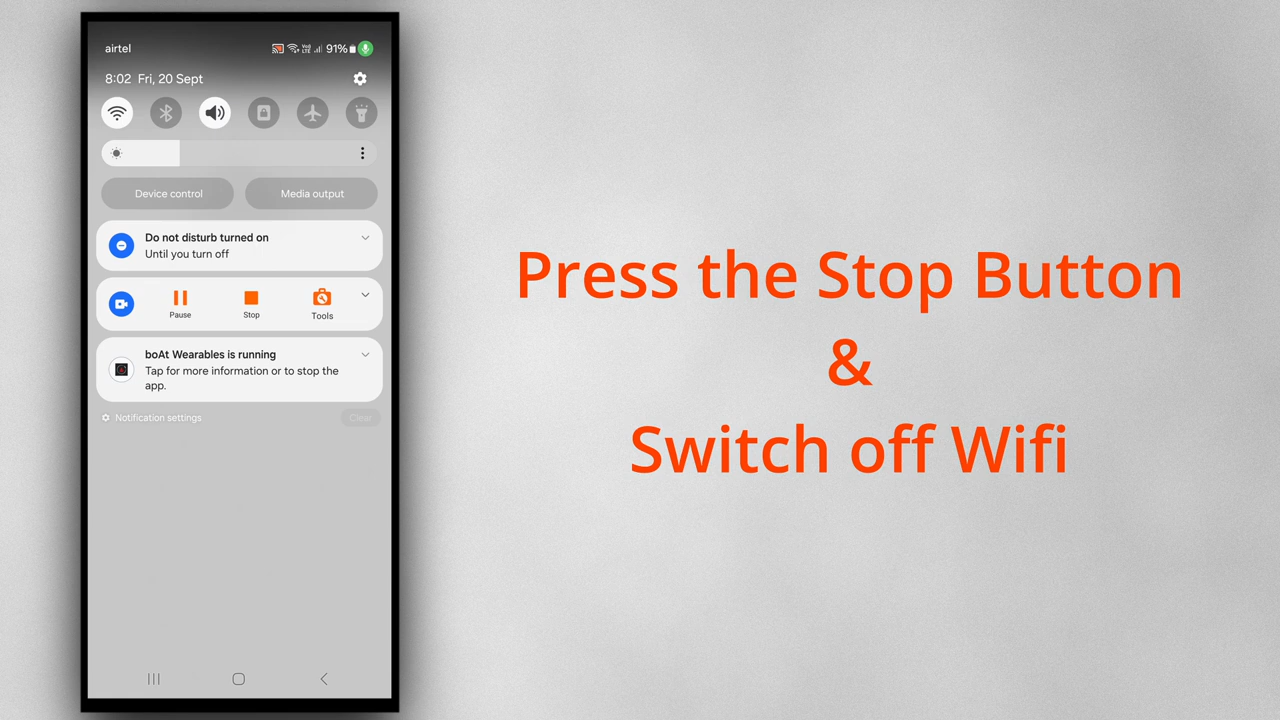 airtel
Vo)
LTE
91%
8:02 Fri, 20 Sept
Device control
Media output
Do not disturb turned on
Until you turn off
Pause
Stop
Tools
boAt Wearables is running
Tap for more information or to stop the
app.
Notification settings
Clear
Press the Stop Button
&
Switch off Wifi